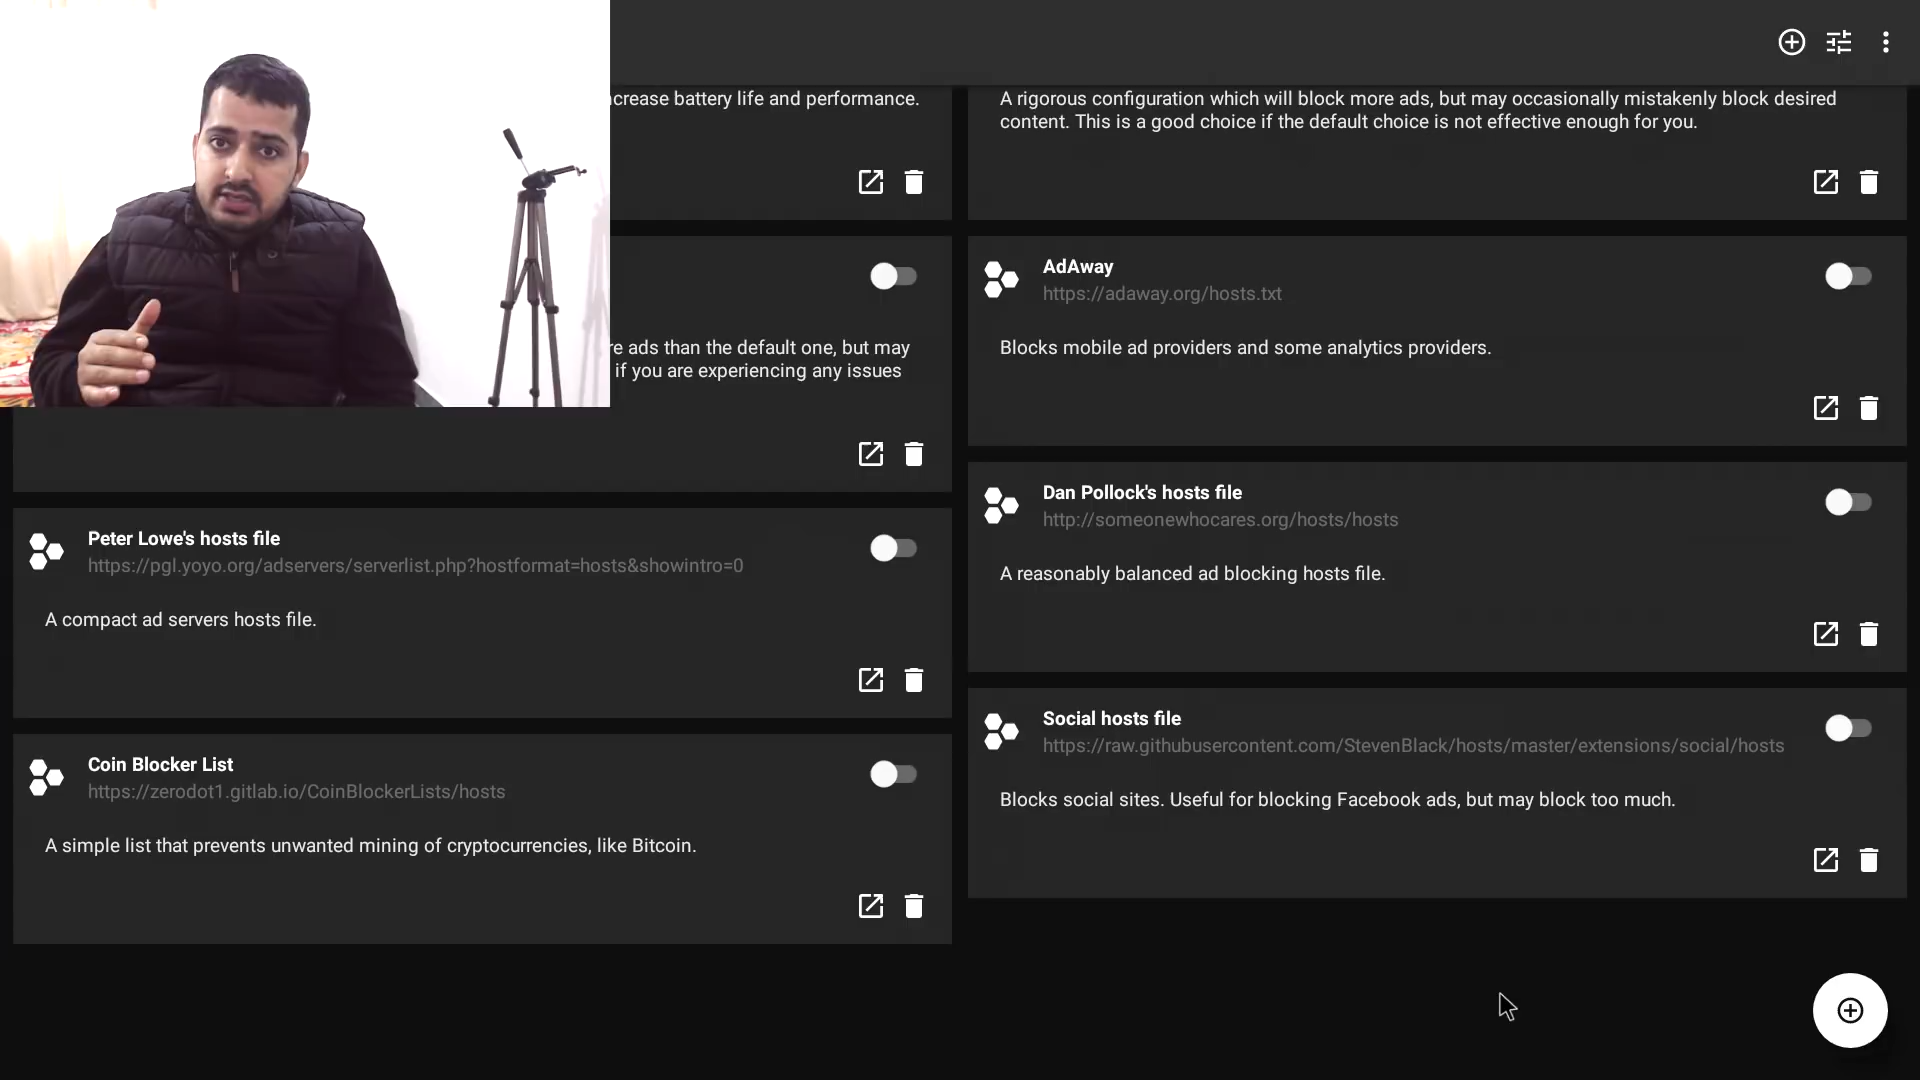 crease battery life and performance.
A rigorous configuration which will block more ads, but may occasionally mistakenly block desired
content. This is a good choice if the default choice is not effective enough for you.
e ads than the default one, but may
if you are experiencing any issues
AdAway
https://adaway.org/hosts.txt
Blocks mobile ad providers and some analytics providers.
Peter Lowe's hosts file
https://pgl.yoyo.org/adservers/serverlist.php?hostformat=hosts&showintro=0
A compact ad servers hosts file.
Dan Pollock's hosts file
http://someonewhocares.org/hosts/hosts
A reasonably balanced ad blocking hosts file.
Coin Blocker List
https://zerodot1.gitlab.io/CoinBlockerLists/hosts
A simple list that prevents unwanted mining of cryptocurrencies, like Bitcoin.
Social hosts file
https://raw.githubusercontent.com/StevenBlack/hosts/master/extensions/social/hosts
Blocks social sites. Useful for blocking Facebook ads, but may block too much.